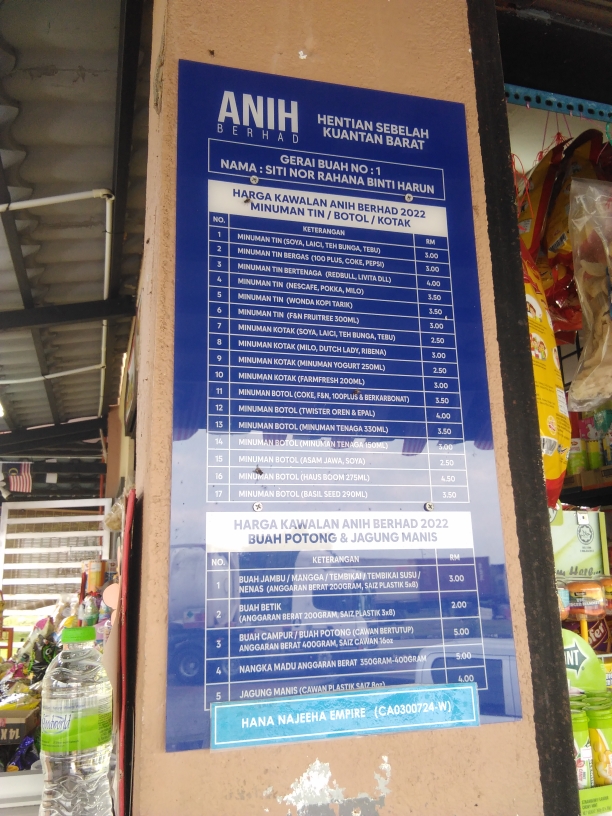 ANIH
BERHAD
HENTIAN SEBELAH
KUANTAN BARAT
GERAI BUAH NO : 1
NAMA : SITI NOR RAHANA BINTI HARUN
HARGA KAWALAN ANIH BERHAD 2022
MINUMAN TIN / BOTOL / KOTAK
NO. KETERANGAN RM
1 MINUMAN TIN (SOYA, LAICI, TEH BUNGA, TEBU) 3.00
2 MINUMAN TIN BERGAS (100 PLUS, COKE, PEPSI) 3.00
3 MINUMAN TIN BERTENAGA (REDBULL, LIVITA DLL) 4.00
4 MINUMAN TIN (NESCAFE, POKKA, MILO) 3.50
5 MINUMAN TIN (WONDA KOPI TARIK) 3.50
6 MINUMAN TIN (F&N FRUITREE 300ML) 3.00
7 MINUMAN KOTAK (SOYA, LAICI, TEH BUNGA, TEBU) 2.50
8 MINUMAN KOTAK (MILO, DUTCH LADY, RIBENA) 3.00
9 MINUMAN KOTAK (MINUMAN YOGURT 250ML) 2.50
10 MINUMAN KOTAK (FARMFRESH 200ML) 3.00
11 MINUMAN BOTOL (COKE, F&N, 100PLUS & BERKARBONAT) 3.50
12 MINUMAN BOTOL (TWISTER OREN & EPAL) 4.00
13 MINUMAN BOTOL (MINUMAN TENAGA 330ML) 3.50
14 MINUMAN BOTOL (MINUMAN TENAGA 150ML) 3.00
15 MINUMAN BOTOL (ASAM JAWA, SOYA) 2.50
16 MINUMAN BOTOL (HAUS BOOM 275ML) 4.50
17 MINUMAN BOTOL (BASIL SEED 290ML) 3.50
HARGA KAWALAN ANIH BERHAD 2022
BUAH POTONG & JAGUNG MANIS
NO. KETERANGAN RM
1 BUAH JAMBU / MANGGA / TEMBIKAI / TEMBIKAI SUSU / 3.00
NENAS (ANGGARAN BERAT 200GRAM, SAIZ PLASTIK 5x8)
2 BUAH BETIK 2.00
(ANGGARAN BERAT 200GRAM, SAIZ PLASTIK 3x8)
3 BUAH CAMPUR / BUAH POTONG (CAWAN BERTUTUP) 5.00
ANGGARAN BERAT 400GRAM, SAIZ CAWAN 16oz
4 NANGKA MADU ANGGARAN BERAT 350GRAM-400GRAM 5.00
5 JAGUNG MANIS (CAWAN PLASTIK SAIZ 8oz) 4.00
HANA NAJEEHA EMPIRE (CA0300724-W)